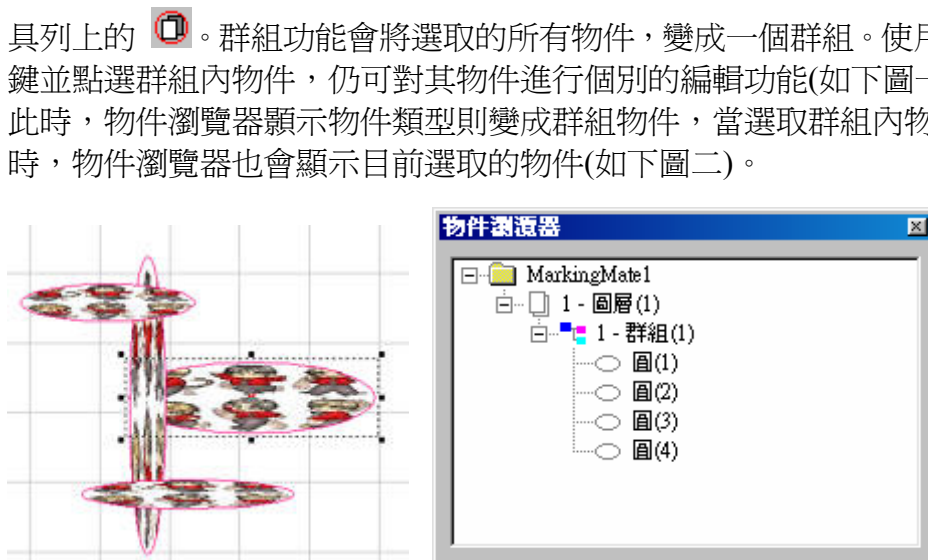 具列上的 。群組功能會將選取的所有物件，變成一個群組。使用
鍵並點選群組內物件，仍可對其物件進行個別的編輯功能(如下圖一
此時，物件瀏覽器顯示物件類型則變成群組物件，當選取群組內物
時，物件瀏覽器也會顯示目前選取的物件(如下圖二)。
物件瀏覽器
MarkingMate1
1 - 圖層(1)
1 - 群組(1)
圓(1)
圓(2)
圓(3)
圓(4)